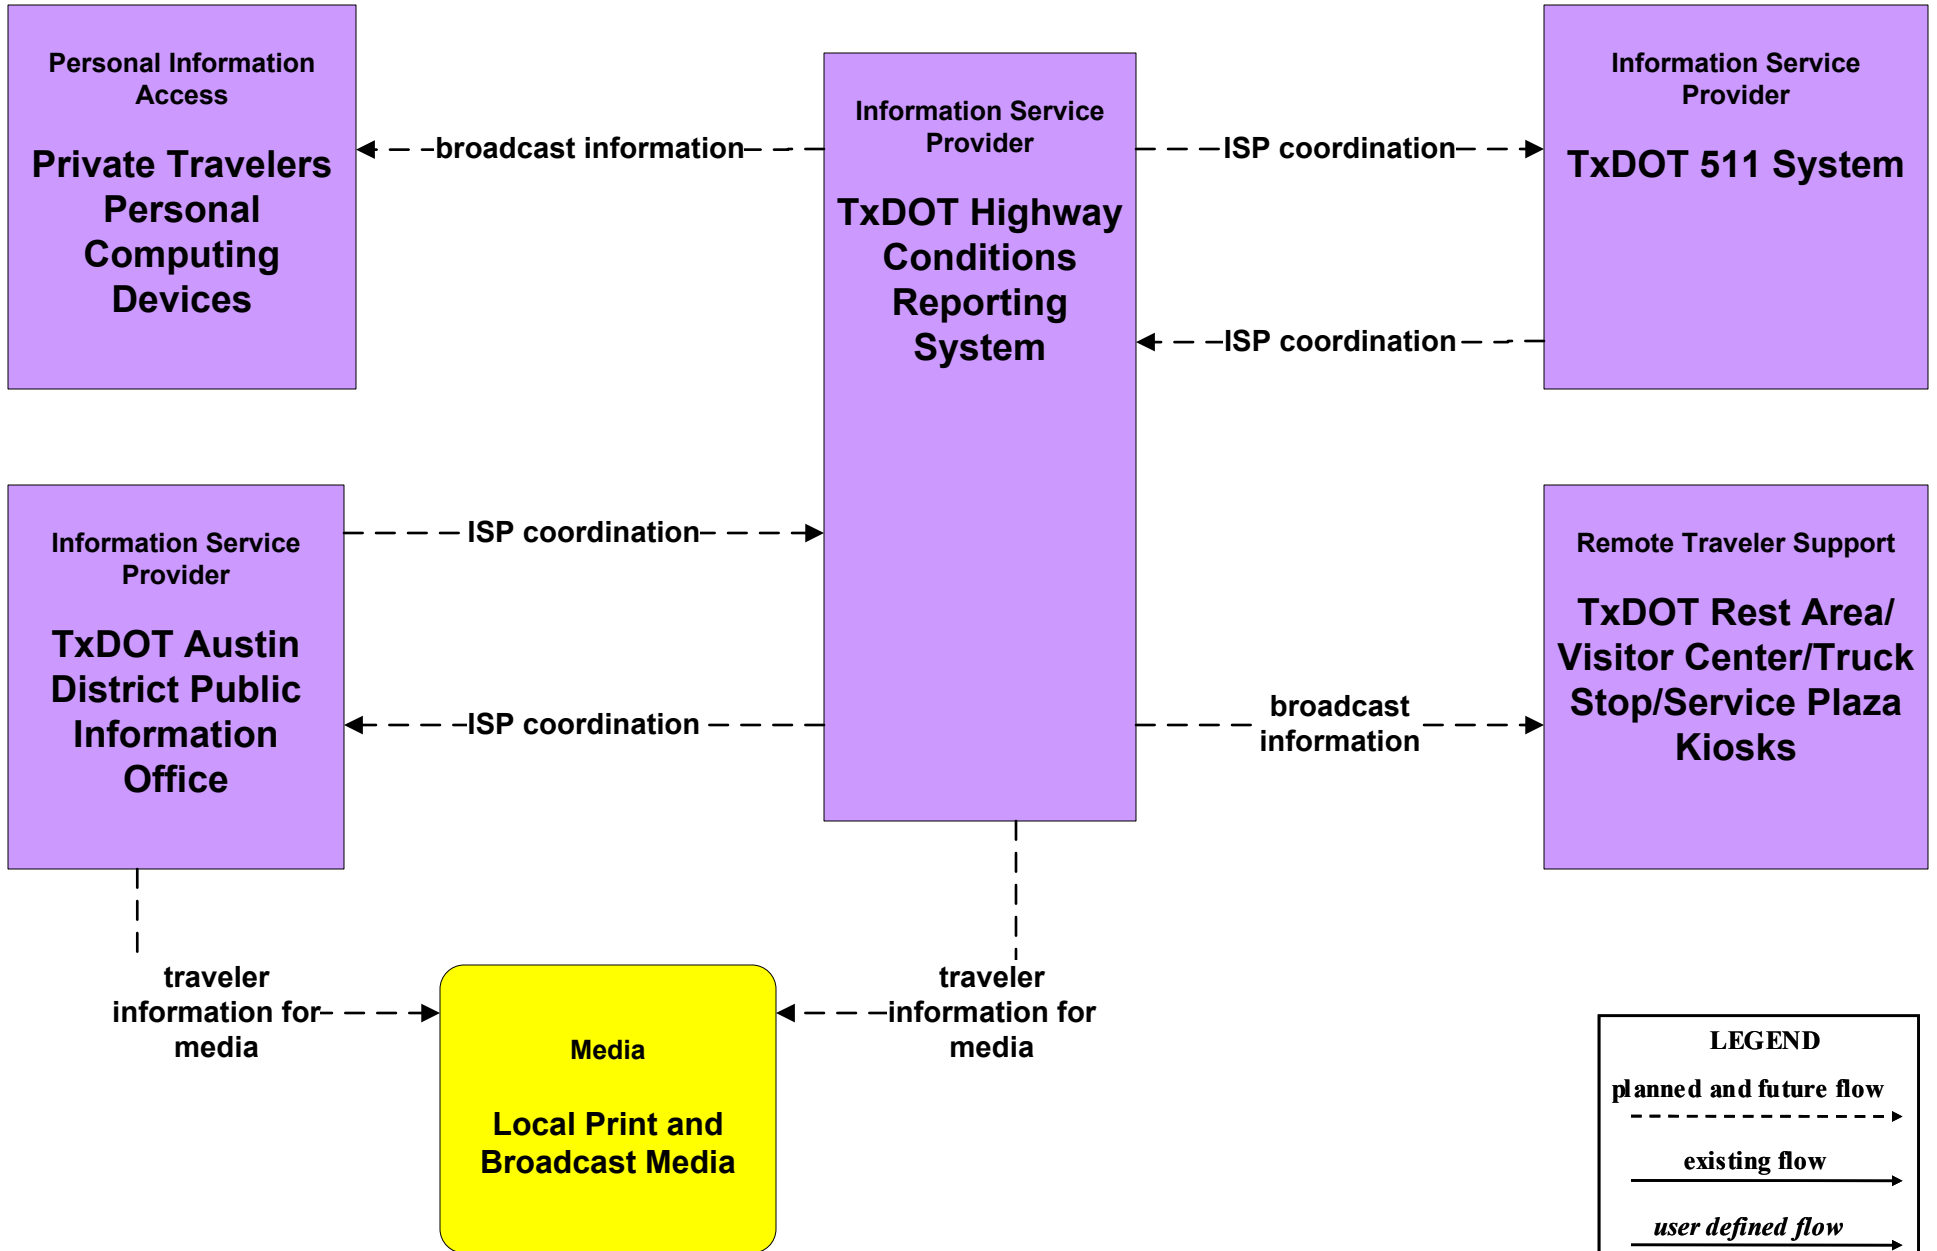 Personal Information
Access
Private Travelers
Personal
Computing
Devices
broadcast information
Information Service
Provider
TxDOT Highway
Conditions
Reporting
System
ISP coordination
ISP coordination
Information Service
Provider
TxDOT 511 System
Information Service
Provider
TxDOT Austin
District Public
Information
Office
ISP coordination
ISP coordination
broadcast
information
Remote Traveler Support
TxDOT Rest Area/
Visitor Center/Truck
Stop/Service Plaza
Kiosks
traveler
information for
media
Media
Local Print and
Broadcast Media
traveler
information for
media
LEGEND
planned and future flow
existing flow
user defined flow